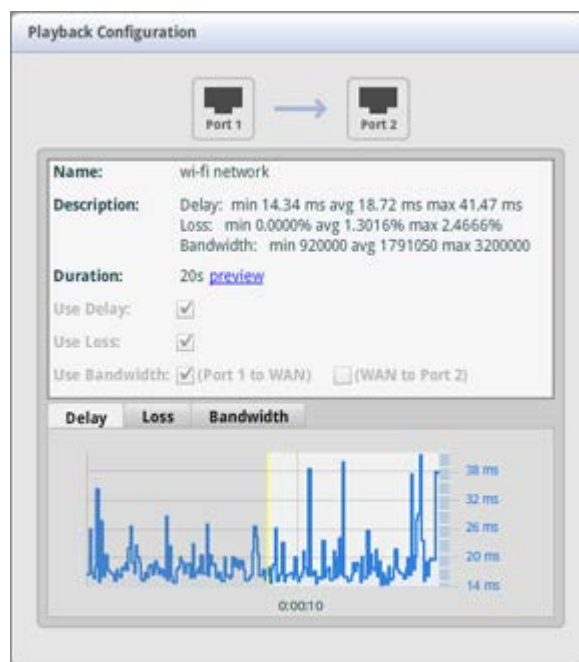 Playback Configuration
Port 1
Port 2
Name: wi-fi network
Description: Delay: min 14.34 ms avg 18.72 ms max 41.47 ms
Loss: min 0.0000% avg 1.3016% max 2.4666%
Bandwidth: min 920000 avg 1791050 max 3200000
Duration: 20s preview
Use Delay:
Use Loss:
Use Bandwidth: (Port 1 to WAN) (WAN to Port 2)
Delay Loss Bandwidth
38 ms
32 ms
26 ms
20 ms
14 ms
0:00:10